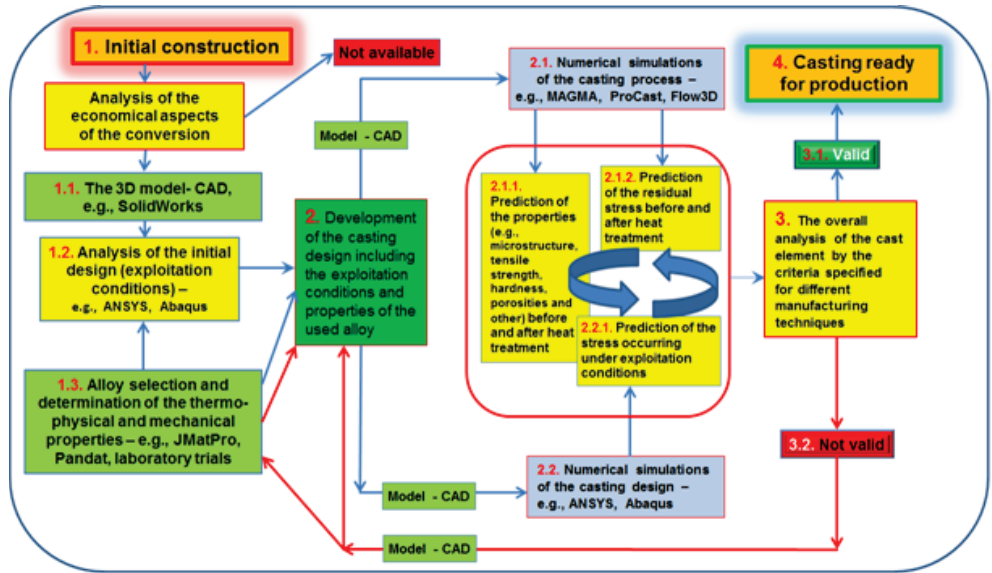 1. Initial construction
Not available
Analysis of the
economical aspects
of the conversion
1.1. The 3D model- CAD,
e.g., SolidWorks
1.2. Analysis of the initial
design (exploitation
conditions) –
e.g., ANSYS, Abaqus
1.3. Alloy selection and
determination of the thermo-
physical and mechanical
properties – e.g., JMatPro,
Pandat, laboratory trials
Model - CAD
2. Development
of the casting
design including
the exploitation
conditions and
properties of the
used alloy
Model - CAD
Model - CAD
2.1. Numerical simulations
of the casting process –
e.g., MAGMA, ProCast, Flow3D
2.1.1.
Prediction of
the properties
(e.g.,
microstructure,
tensile
strength,
hardness,
porosities and
other) before
and after heat
treatment
2.1.2. Prediction
of the residual
stress before and
after heat
treatment
2.2.1. Prediction of the
stress occurring
under exploitation
conditions
2.2. Numerical simulations
of the casting design –
e.g., ANSYS, Abaqus
4. Casting ready
for production
3.1. Valid
3. The overall
analysis of the cast
element by the
criteria specified
for different
manufacturing
techniques
3.2. Not valid